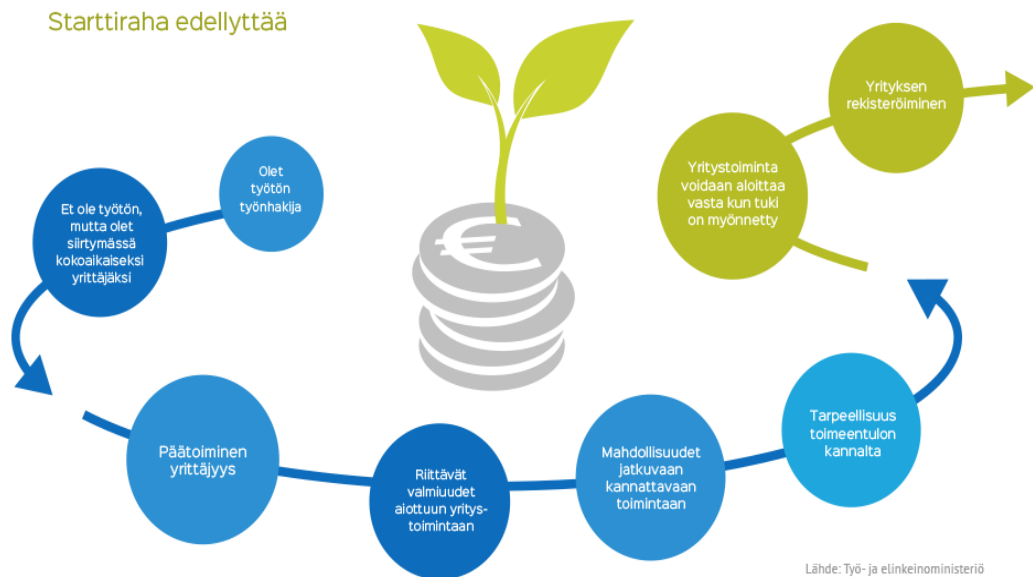 Starttiraha edellyttää
Olet
työtön
työnhakija
Et ole työtön,
mutta olet
siirtymässä
kokoaikaiseksi
yrittäjäksi
Päätoiminen
yrittäjyys
Riittävät
valmiudet
aiottuun yritys-
toimintaan
Mahdollisuudet
jatkuvaan
kannattavaan
toimintaan
Tarpeellisuus
toimeentulon
kannalta
Yritystoiminta
voidaan aloittaa
vasta kun tuki
on myönnetty
Yrityksen
rekisteröiminen
€
Lähde: Työ- ja elinkeinoministeriö